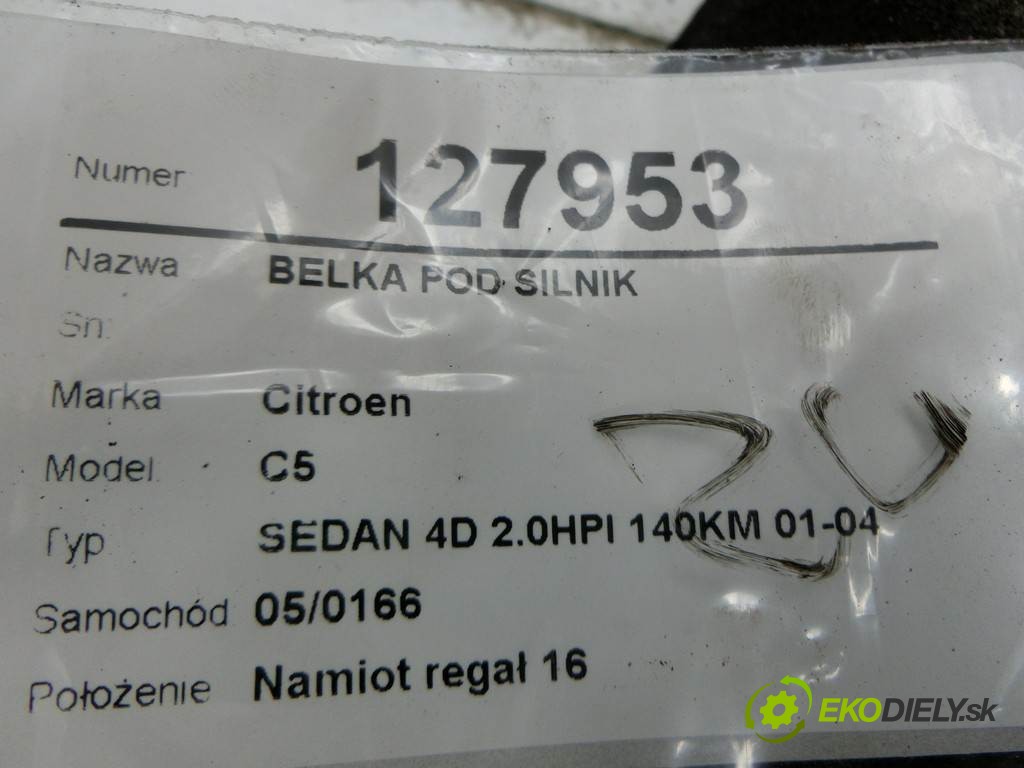 Numer 127953
Nazwa BELKA POD SILNIK
Sn:
Marka Citroen
Model C5
Typ SEDAN 4D 2.0HPI 140KM 01-04
Samochód 05/0166
Położenie Namiot regał 16
EKODIELY.sk